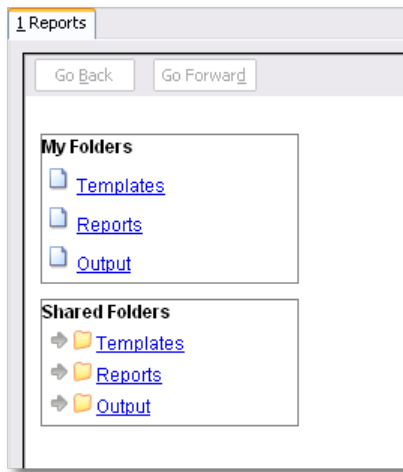 1 Reports
Go Back Go Forward
My Folders
Templates
Reports
Output
Shared Folders
Templates
Reports
Output